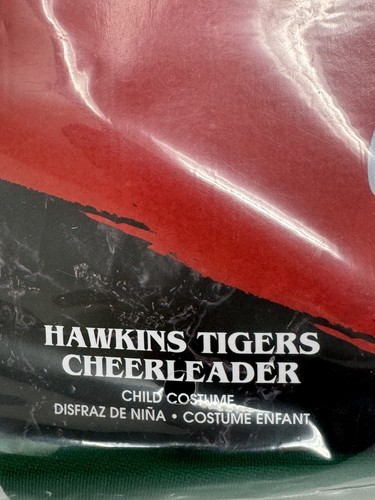 HAWKINS TIGERS
CHEERLEADER
CHILD COSTUME
DISFRAZ DE NIÑA • COSTUME ENFANT